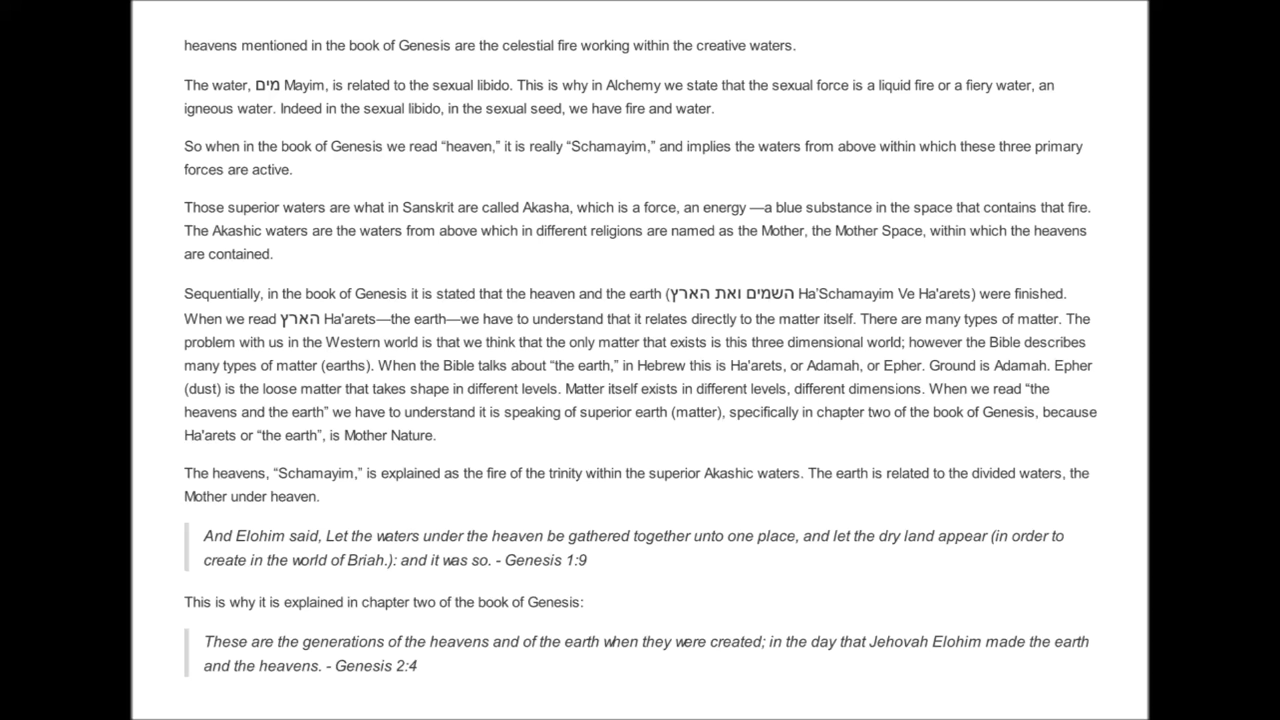 heavens mentioned in the book of Genesis are the celestial fire working within the creative waters.
The water, מים Mayim, is related to the sexual libido. This is why in Alchemy we state that the sexual force is a liquid fire or a fiery water, an
igneous water. Indeed in the sexual libido, in the sexual seed, we have fire and water.
So when in the book of Genesis we read “heaven,” it is really “Schamayim,” and implies the waters from above within which these three primary
forces are active.
Those superior waters are what in Sanskrit are called Akasha, which is a force, an energy —a blue substance in the space that contains that fire.
The Akashic waters are the waters from above which in different religions are named as the Mother, the Mother Space, within which the heavens
are contained.
Sequentially, in the book of Genesis it is stated that the heaven and the earth (השמים ואת הארץ Ha’Schamayim Ve Ha'arets) were finished.
When we read הארץ Ha'arets—the earth—we have to understand that it relates directly to the matter itself. There are many types of matter. The
problem with us in the Western world is that we think that the only matter that exists is this three dimensional world; however the Bible describes
many types of matter (earths). When the Bible talks about “the earth,” in Hebrew this is Ha'arets, or Adamah, or Epher. Ground is Adamah. Epher
(dust) is the loose matter that takes shape in different levels. Matter itself exists in different levels, different dimensions. When we read “the
heavens and the earth” we have to understand it is speaking of superior earth (matter), specifically in chapter two of the book of Genesis, because
Ha'arets or “the earth”, is Mother Nature.
The heavens, “Schamayim,” is explained as the fire of the trinity within the superior Akashic waters. The earth is related to the divided waters, the
Mother under heaven.
And Elohim said, Let the waters under the heaven be gathered together unto one place, and let the dry land appear (in order to
create in the world of Briah.): and it was so. - Genesis 1:9
This is why it is explained in chapter two of the book of Genesis:
These are the generations of the heavens and of the earth when they were created; in the day that Jehovah Elohim made the earth
and the heavens. - Genesis 2:4